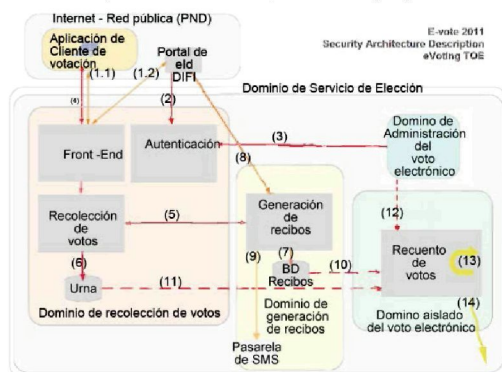 Internet - Red pública (PND)
E-vote 2011
Security Architecture Description
eVoting TOE
Aplicación de
Cliente de
votación
(1.1)
(1.2)
Portal de
eId
DIFI
Dominio de Servicio de Elección
(2)
(3)
(8)
Front -End
Autenticación
Domino de
Administración
del
voto
electrónico
Recolección
de
votos
(5)
Generación
de
recibos
(12)
(6)
(9)
(7)
(10)
Recuento
de
votos
(13)
Urna
(11)
BD
Recibos
(14)
Dominio de recolección de votos
Dominio de
generación
de recibos
Domino aislado
del voto electrónico
Pasarela
de SMS